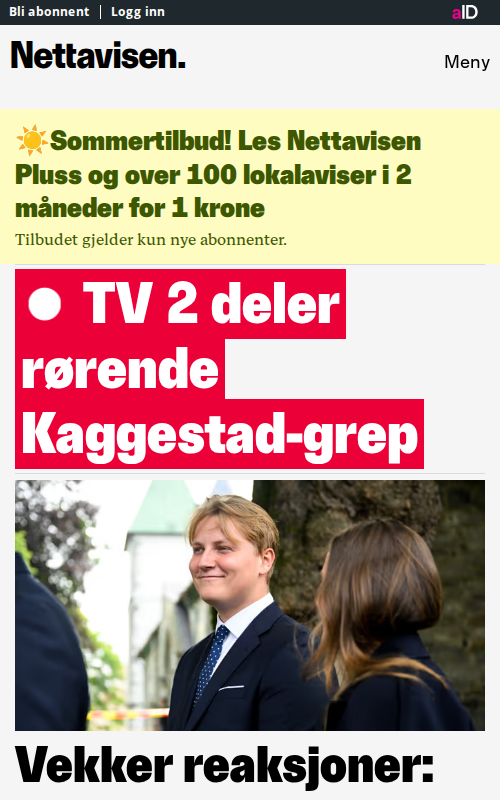 Bli abonnent | Logg inn
aID
Nettavisen.
Meny
☀️Sommertilbud! Les Nettavisen
Pluss og over 100 lokalaviser i 2
måneder for 1 krone
Tilbudet gjelder kun nye abonnenter.
TV 2 deler
rørende
Kaggestad-grep
Vekker reaksjoner: